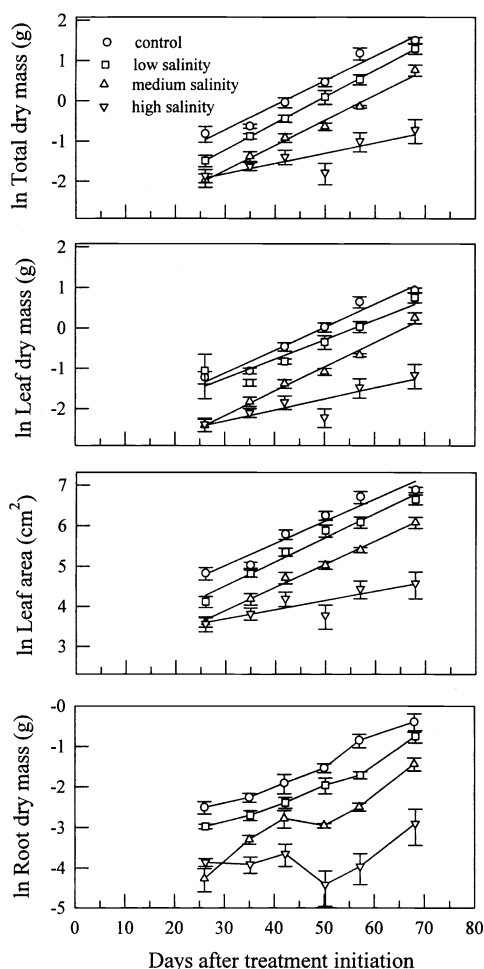 2
1
0
-1
-2
ln Total dry mass (g)
control
low salinity
medium salinity
high salinity
2
1
0
-1
-2
ln Leaf dry mass (g)
7
6
5
4
3
ln Leaf area (cm²)
-0
-1
-2
-3
-4
-5
ln Root dry mass (g)
0 10 20 30 40 50 60 70 80
Days after treatment initiation